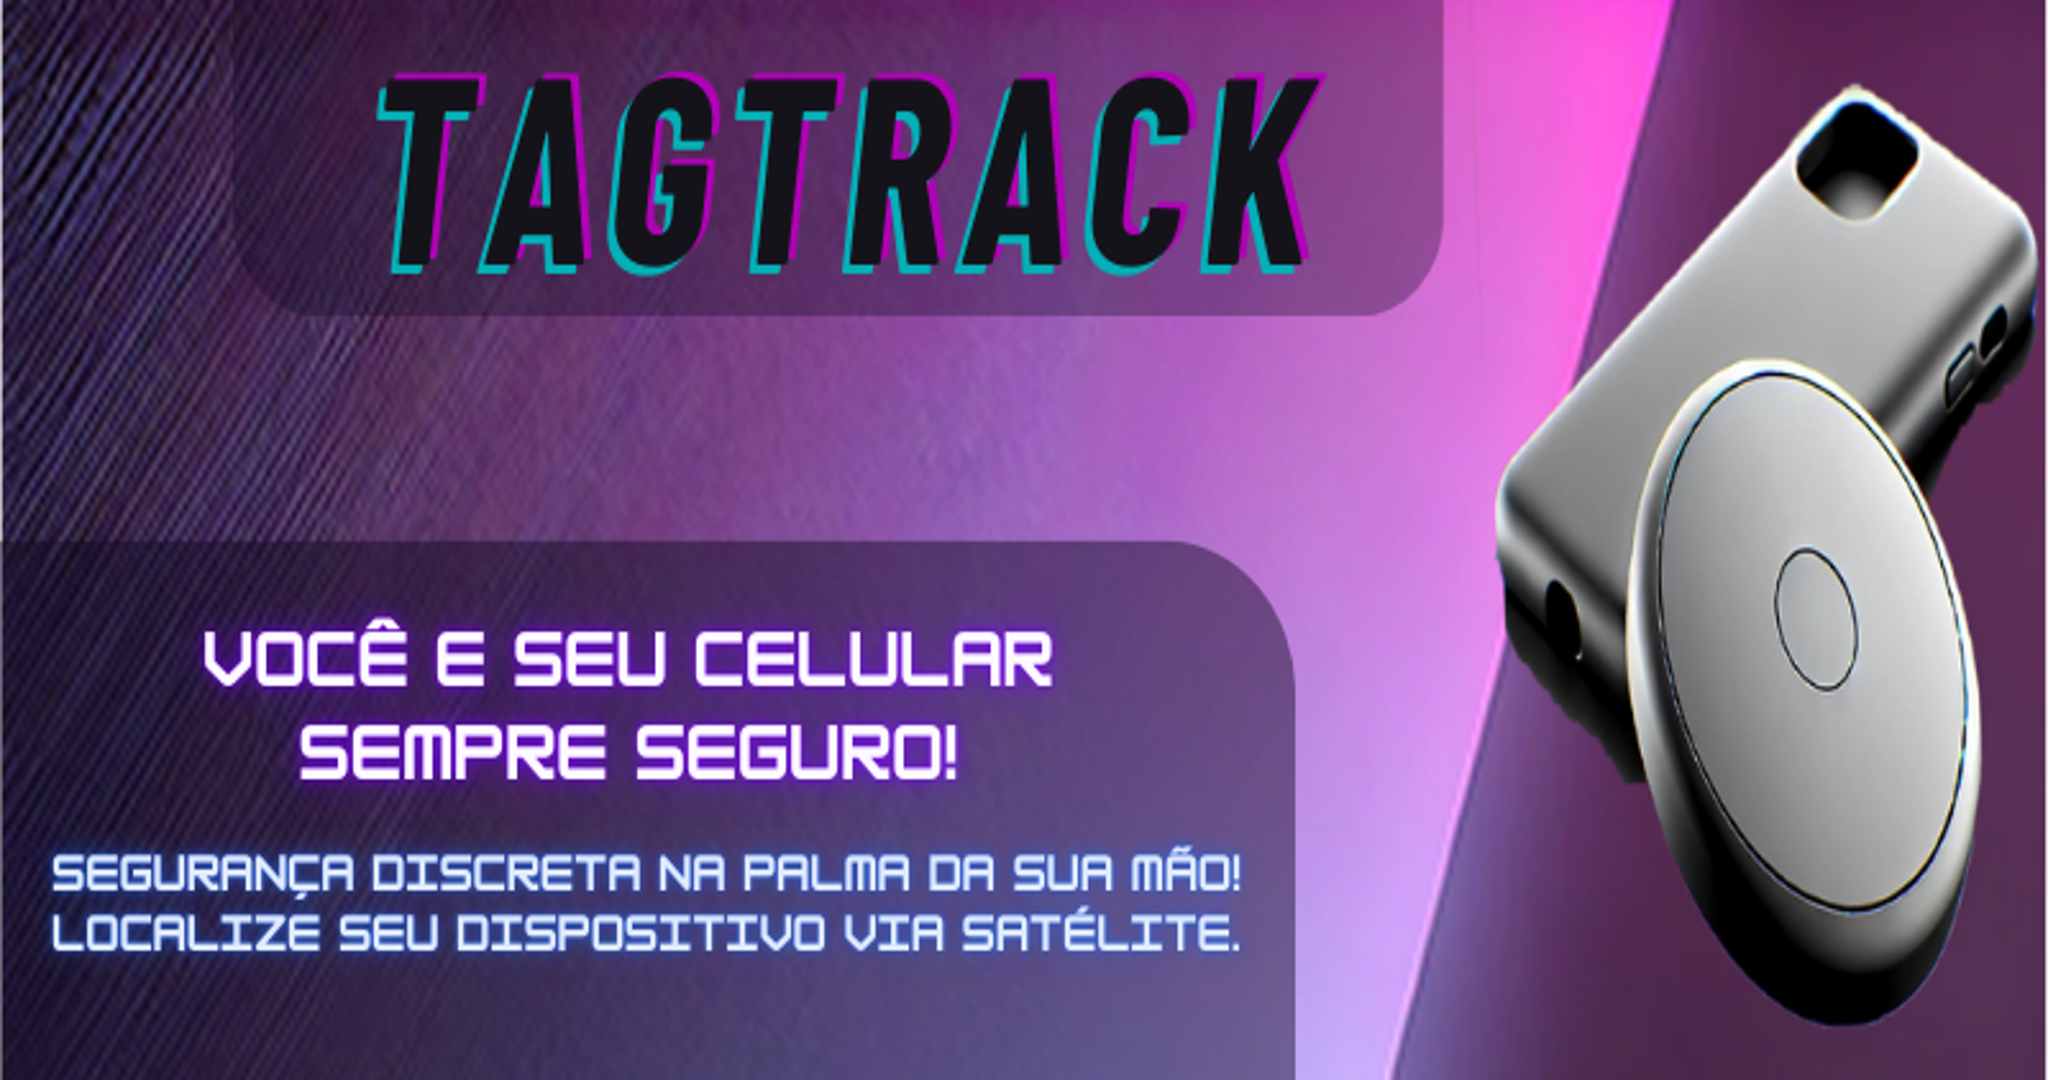 TAGTRACK
VOCÊ E SEU CELULAR
SEMPRE SEGURO!
SEGURANÇA DISCRETA NA PALMA DA SUA MÃO!
LOCALIZE SEU DISPOSITIVO VIA SATÉLITE.